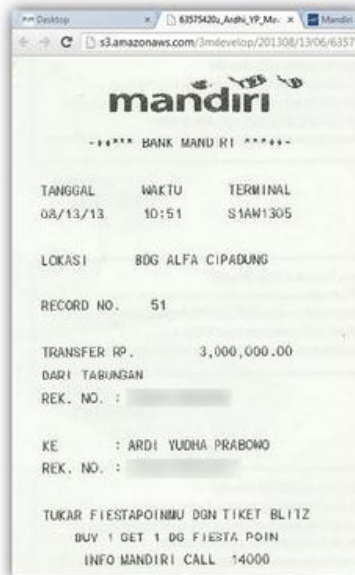 Desktop
63575420u_Ardhi_YP_Ma
Mandiri
s3.amazonaws.com/3mdevelop/201308/13/06/6357
mandiri
BANK MAND RI
TANGGAL WAKTU TERMINAL
08/13/13 10:51 S1AW1305
LOKASI BDG ALFA CIPADUNG
RECORD NO. 51
TRANSFER RP. 3,000,000.00
DARI TABUNGAN
REK. NO. :
KE : ARDI YUDHA PRABOWO
REK. NO. :
TUKAR FIESTAPOINMU DGN TIKET BLITZ
BUY 1 GET 1 DG FIESTA POIN
INFO MANDIRI CALL 14000